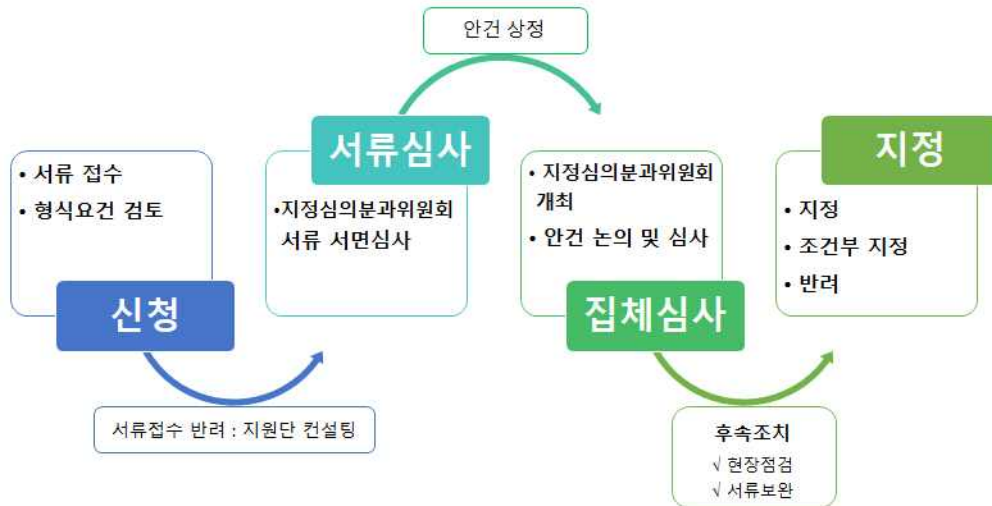 안건 상정
서류심사
지정
• 서류 접수
• 형식요건 검토
•지정심의분과위원회
서류 서면심사
• 지정심의분과위원회
개최
• 안건 논의 및 심사
• 지정
• 조건부 지정
• 반려
신청
집체심사
서류접수 반려 : 지원단 컨설팅
후속조치
√ 현장점검
√ 서류보완